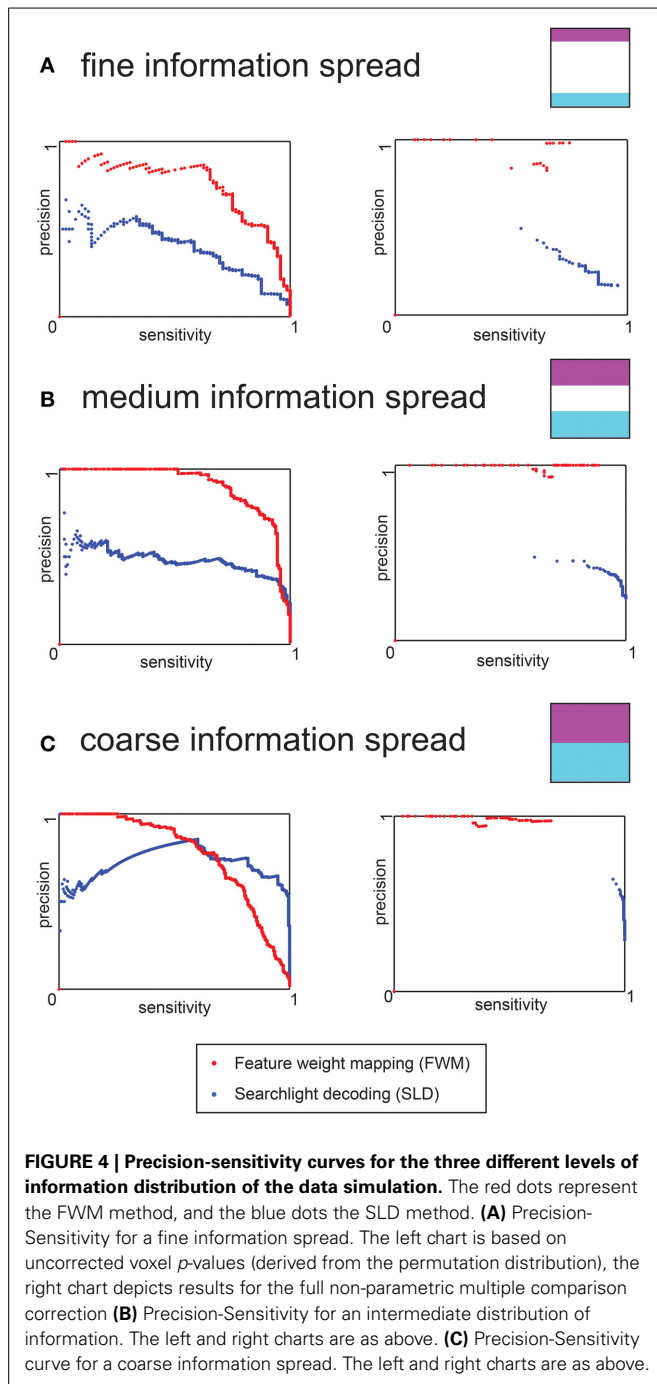 A fine information spread
1
precision
0
sensitivity
1
1
precision
0
sensitivity
1
B medium information spread
1
precision
0
sensitivity
1
1
precision
0
sensitivity
1
C coarse information spread
1
precision
0
sensitivity
1
1
precision
0
sensitivity
1
Feature weight mapping (FWM)
Searchlight decoding (SLD)
FIGURE 4 | Precision-sensitivity curves for the three different levels of
information distribution of the data simulation. The red dots represent
the FWM method, and the blue dots the SLD method. (A) Precision-
Sensitivity for a fine information spread. The left chart is based on
uncorrected voxel p-values (derived from the permutation distribution), the
right chart depicts results for the full non-parametric multiple comparison
correction (B) Precision-Sensitivity for an intermediate distribution of
information. The left and right charts are as above. (C) Precision-Sensitivity
curve for a coarse information spread. The left and right charts are as above.